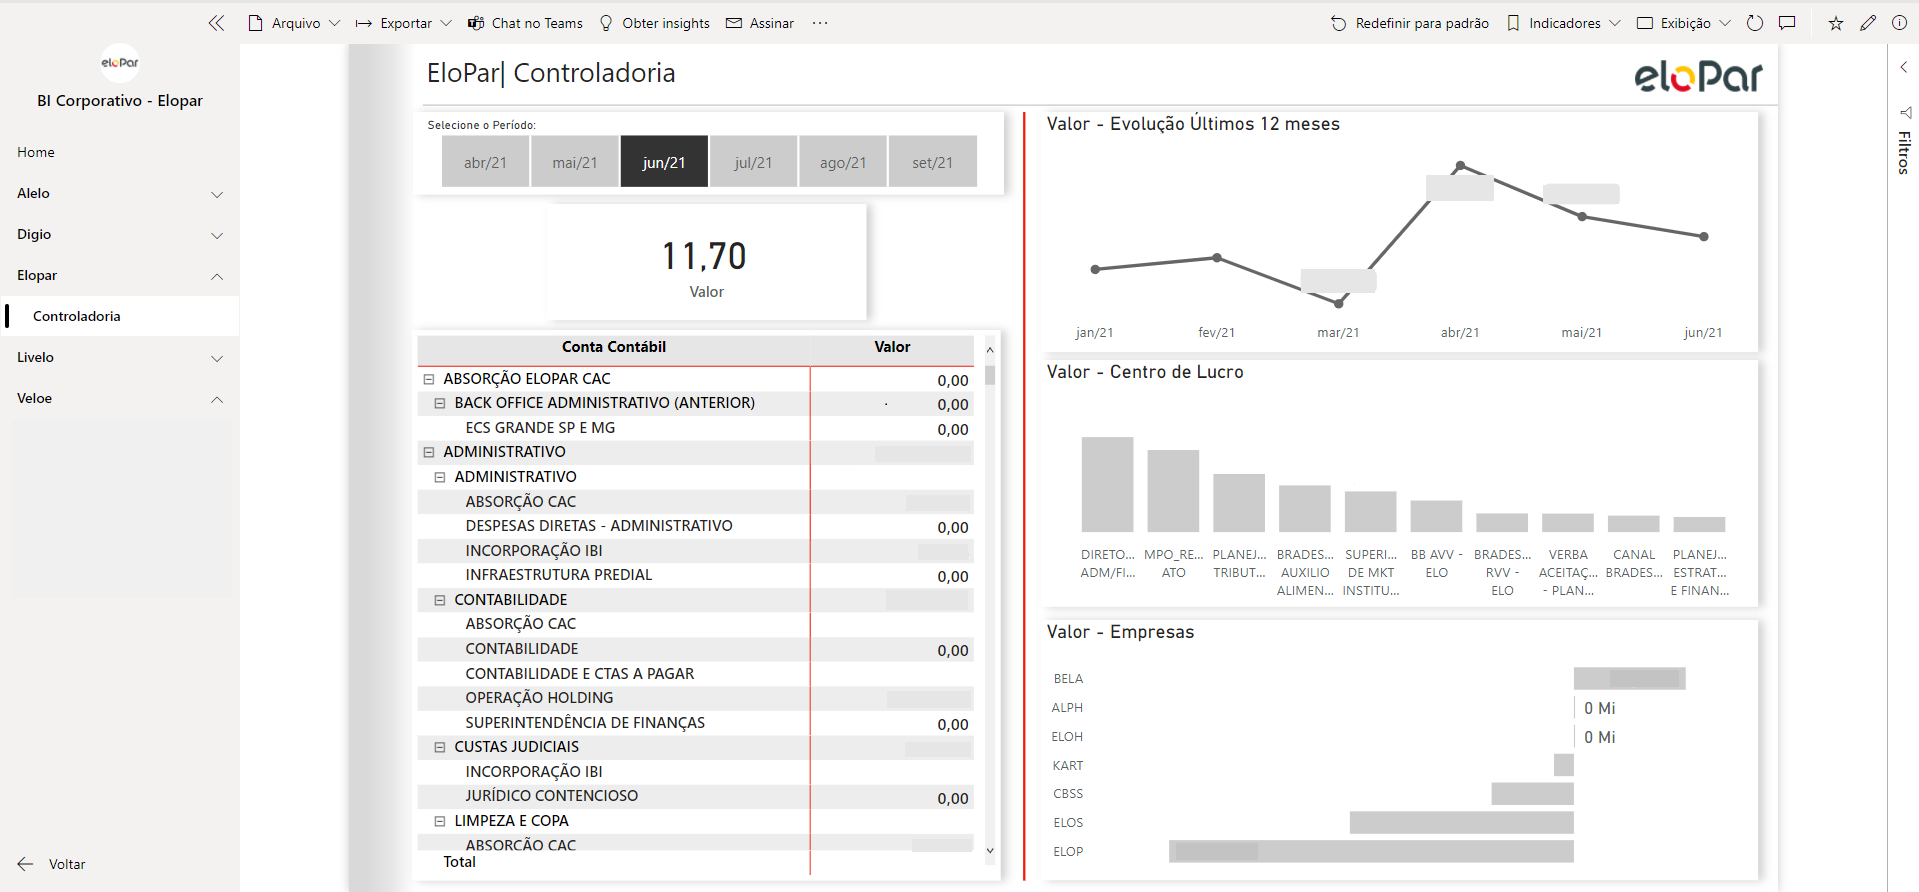 Arquivo
Exportar
Chat no Teams
Obter insights
Assinar
...
Redefinir para padrão
Indicadores
Exibição
eloPar
BI Corporativo - Elopar
Home
Alelo
Digio
Elopar
Controladoria
Livelo
Veloe
Voltar
EloPar| Controladoria
eloPar
Selecione o Período:
abr/21
mai/21
jun/21
jul/21
ago/21
set/21
11,70
Valor
Conta Contábil Valor
ABSORÇÃO ELOPAR CAC 0,00
BACK OFFICE ADMINISTRATIVO (ANTERIOR) 0,00
ECS GRANDE SP E MG 0,00
ADMINISTRATIVO
ADMINISTRATIVO
ABSORÇÃO CAC
DESPESAS DIRETAS - ADMINISTRATIVO 0,00
INCORPORAÇÃO IBI
INFRAESTRUTURA PREDIAL 0,00
CONTABILIDADE
ABSORÇÃO CAC
CONTABILIDADE 0,00
CONTABILIDADE E CTAS A PAGAR
OPERAÇÃO HOLDING
SUPERINTENDÊNCIA DE FINANÇAS 0,00
CUSTAS JUDICIAIS
INCORPORAÇÃO IBI
JURÍDICO CONTENCIOSO 0,00
LIMPEZA E COPA
ABSORÇÃO CAC
Total
Valor - Evolução Últimos 12 meses
jan/21
fev/21
mar/21
abr/21
mai/21
jun/21
Valor - Centro de Lucro
DIRETO...
ADM/FI...
MPO_RE...
ATO
PLANEJ...
TRIBUT...
BRADES...
AUXILIO
ALIMEN...
SUPERI...
DE MKT
INSTITU...
BB AVV -
ELO
BRADES...
RVV -
ELO
VERBA
ACEITAÇ...
- PLAN...
CANAL
BRADES...
PLANEJ...
ESTRAT...
E FINAN...
Valor - Empresas
BELA
ALPH 0 Mi
ELOH 0 Mi
KART
CBSS
ELOS
ELOP
Filtros